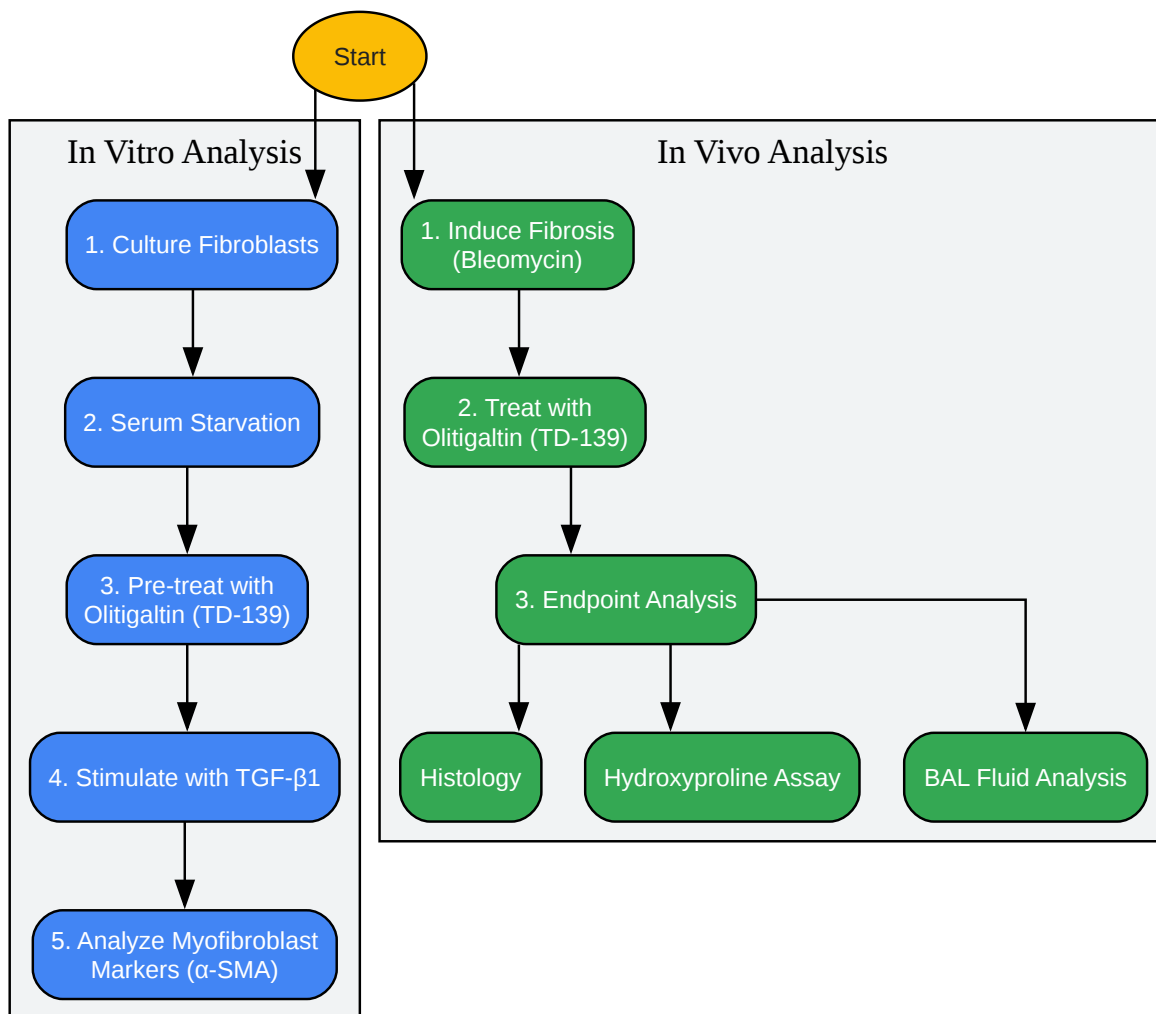 Start
In Vitro Analysis
1. Culture Fibroblasts
2. Serum Starvation
3. Pre-treat with
Olitigaltin (TD-139)
4. Stimulate with TGF-β1
5. Analyze Myofibroblast
Markers (α-SMA)
In Vivo Analysis
1. Induce Fibrosis
(Bleomycin)
2. Treat with
Olitigaltin (TD-139)
3. Endpoint Analysis
Histology
Hydroxyproline Assay
BAL Fluid Analysis